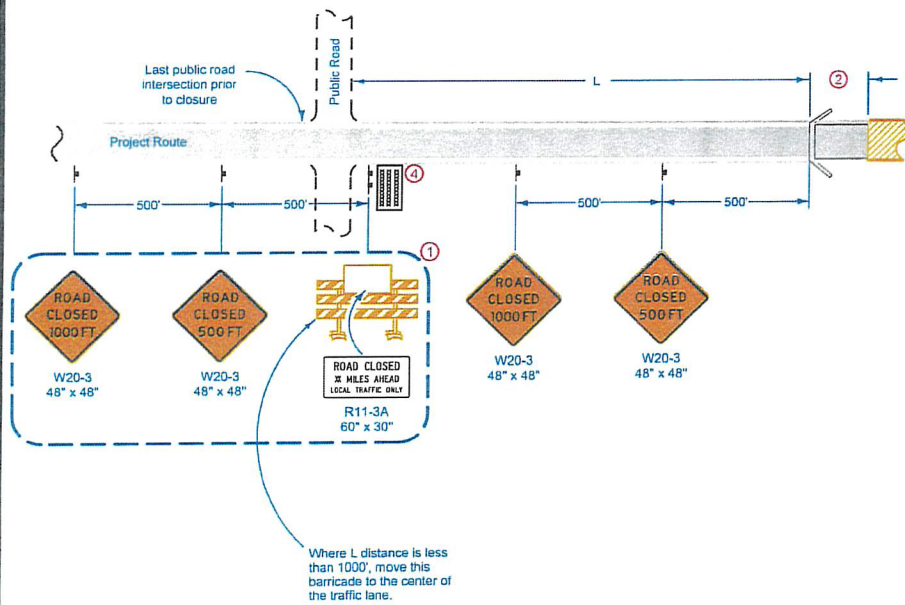 Last public road
intersection prior
to closure
Public Road
L
②
Project Route
④
500'
500'
500'
500'
①
ROAD
CLOSED
1000 FT
W20-3
48" x 48"
ROAD
CLOSED
500 FT
W20-3
48" x 48"
ROAD CLOSED
XX MILES AHEAD
LOCAL TRAFFIC ONLY
R11-3A
60" x 30"
ROAD
CLOSED
1000 FT
W20-3
48" x 48"
ROAD
CLOSED
500 FT
W20-3
48" x 48"
Where L distance is less
than 1000', move this
barricade to the center of
the traffic lane.